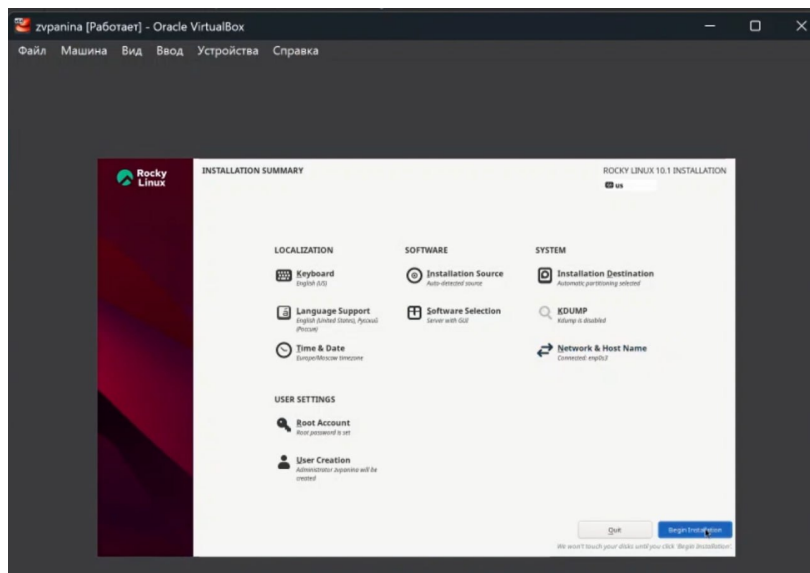 zvpanina [Работает] - Oracle VirtualBox
Файл Машина Вид Ввод Устройства Справка
Rocky Linux
INSTALLATION SUMMARY
ROCKY LINUX 10.1 INSTALLATION
us
LOCALIZATION
Keyboard
English (US)
Language Support
English (United States), Русский
(Россия)
Time & Date
Europe/Moscow timezone
SOFTWARE
Installation Source
Auto-detected source
Software Selection
Server with GUI
SYSTEM
Installation Destination
Automatic partitioning selected
KDUMP
Kdump is disabled
Network & Host Name
Connected: enp0s3
USER SETTINGS
Root Account
Root password is set
User Creation
Administrator zvpanina will be
created
Quit
Begin Installation
We won't touch your disks until you click 'Begin Installation'.